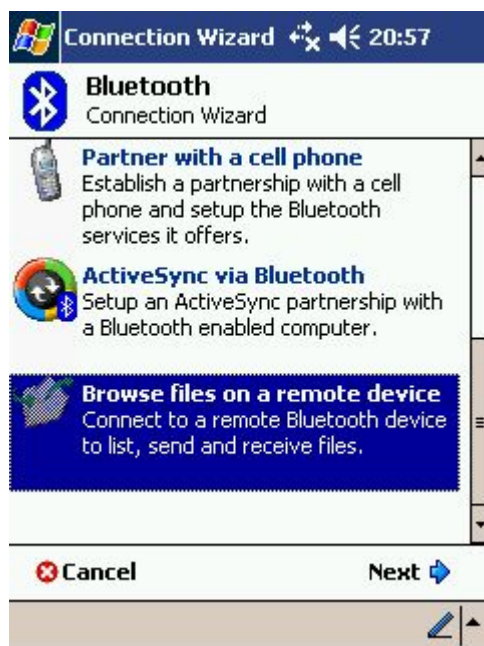 Connection Wizard 20:57
Bluetooth
Connection Wizard
Partner with a cell phone
Establish a partnership with a cell
phone and setup the Bluetooth
services it offers.
ActiveSync via Bluetooth
Setup an ActiveSync partnership with
a Bluetooth enabled computer.
Browse files on a remote device
Connect to a remote Bluetooth device
to list, send and receive files.
Cancel Next